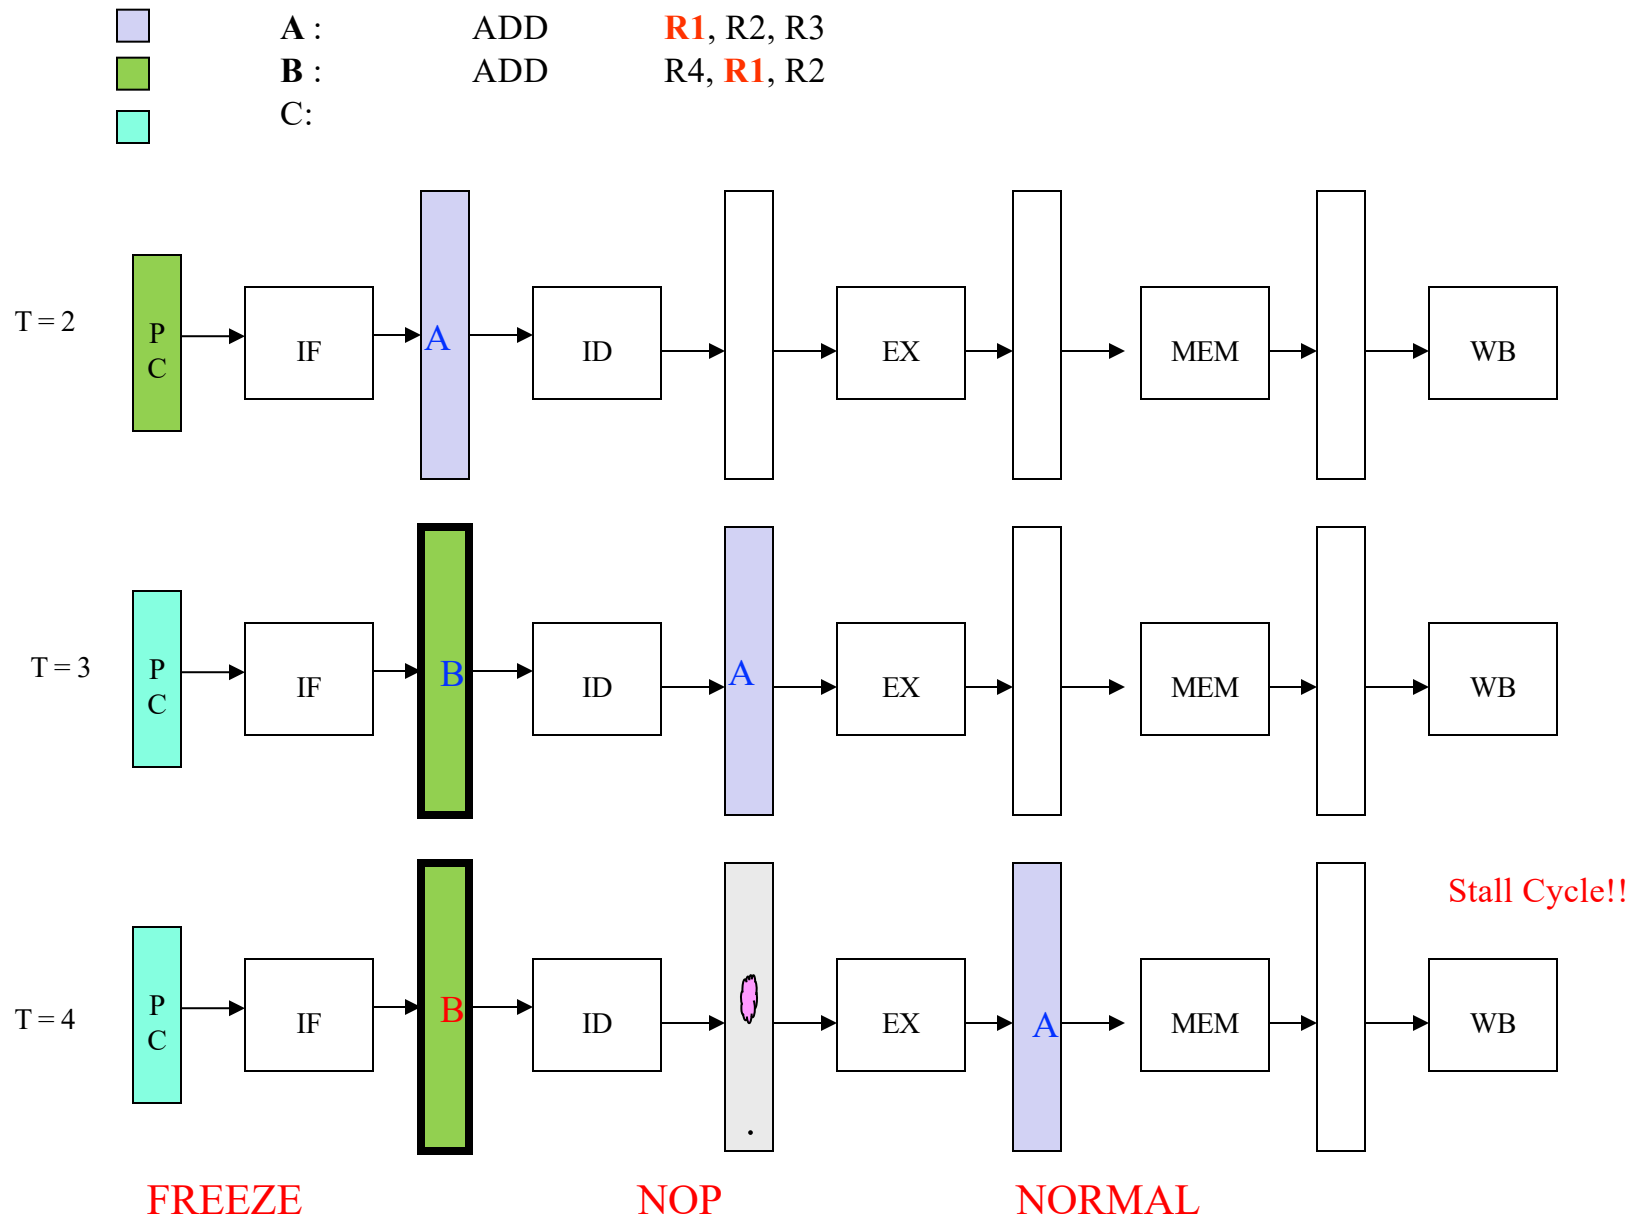 A : ADD R1, R2, R3
B : ADD R4, R1, R2
C:
T = 2
P
C
IF
A
ID
EX
MEM
WB
T = 3
P
C
IF
B
ID
A
EX
MEM
WB
Stall Cycle!!
T = 4
P
C
IF
B
ID
.
EX
A
MEM
WB
FREEZE NOP NORMAL